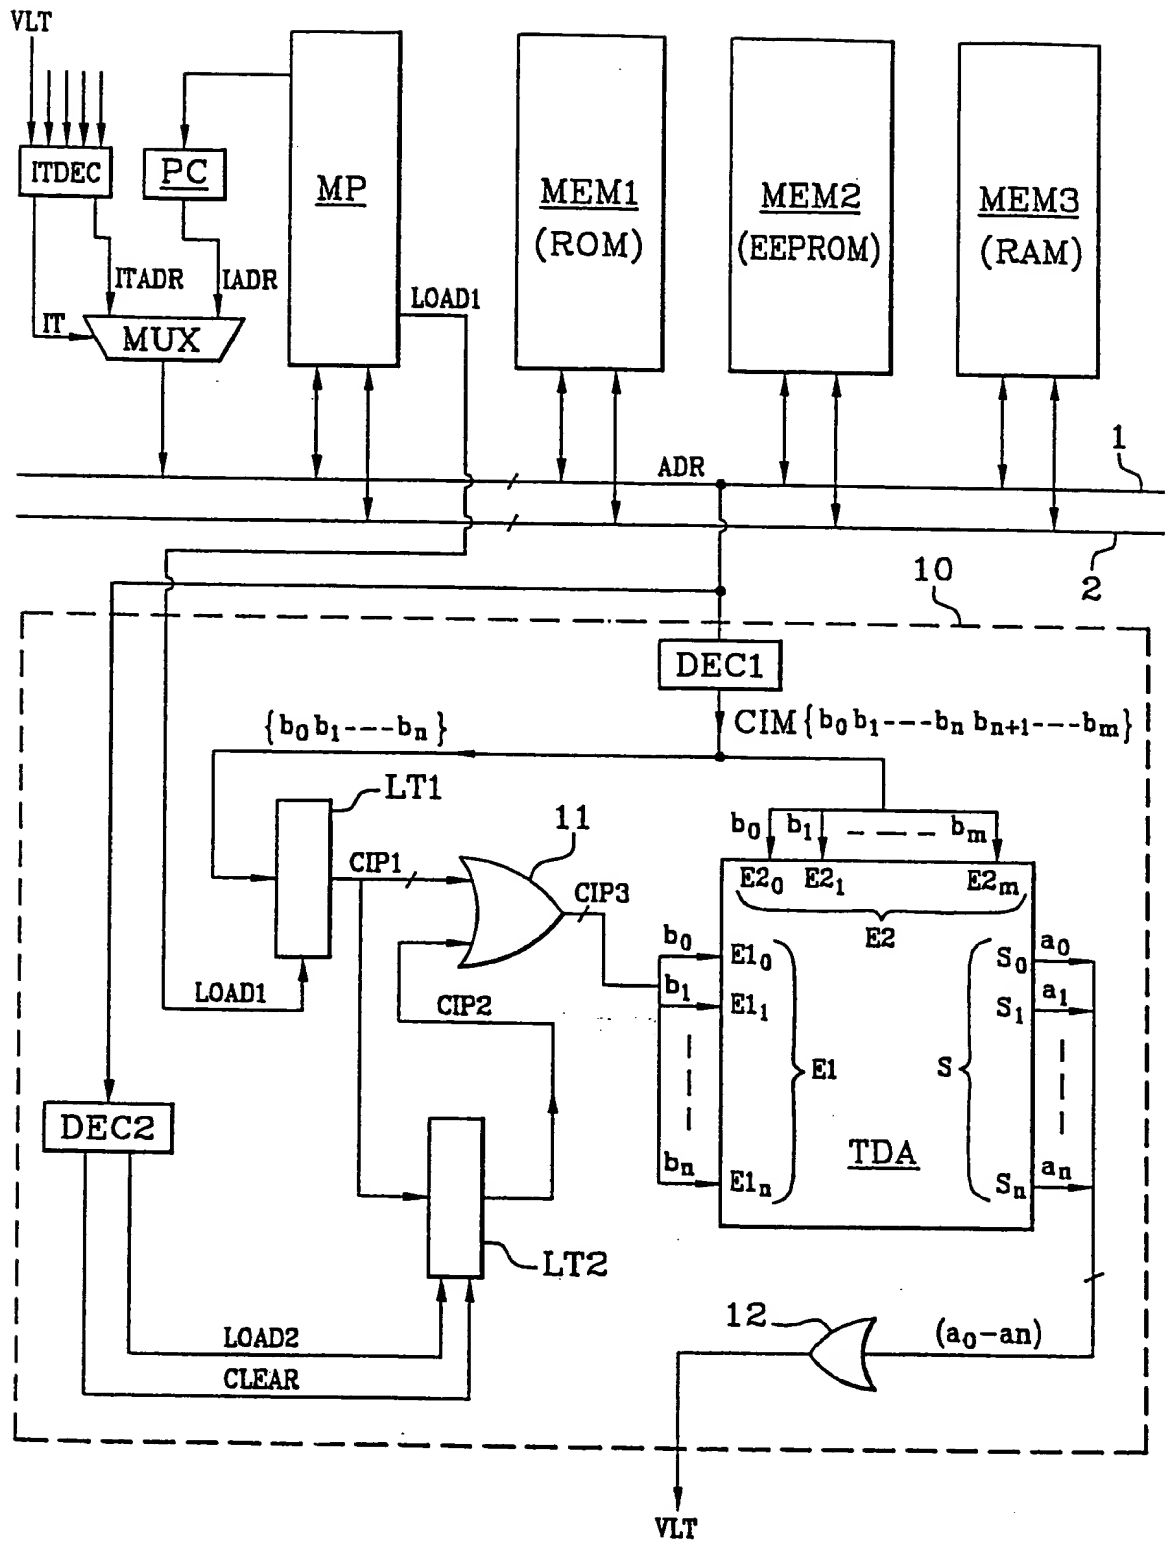 VLT
ITDEC
PC
MP
MEM1
(ROM)
MEM2
(EEPROM)
MEM3
(RAM)
ITADR
IADR
LOAD1
IT
MUX
ADR
1
2
10
DEC1
{b0 b1----bn}
CIM{b0 b1----bn bn+1----bm}
LT1
11
b0
b1
bm
CIP1
CIP3
E20
E21
E2m
E2
b0
E10
S0
a0
b1
E11
S1
a1
LOAD1
CIP2
E1
S
DEC2
TDA
bn
E1n
Sn
an
LT2
12
(a0-an)
LOAD2
CLEAR
VLT